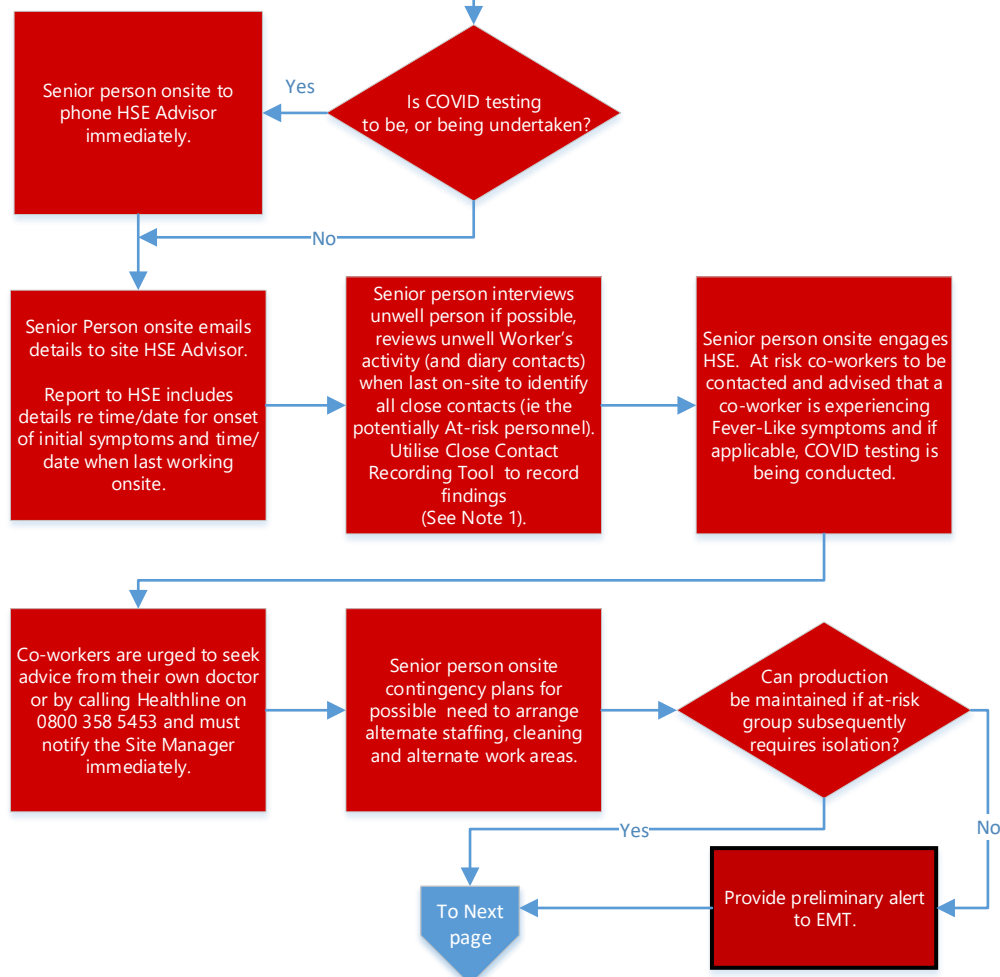 Senior person onsite to
phone HSE Advisor
immediately.
Yes
Is COVID testing
to be, or being undertaken?
No
Senior Person onsite emails
details to site HSE Advisor.
Report to HSE includes
details re time/date for onset
of initial symptoms and time/
date when last working
onsite.
Senior person interviews
unwell person if possible,
reviews unwell Worker's
activity (and diary contacts)
when last on-site to identify
all close contacts (ie the
potentially At-risk personnel).
Utilise Close Contact
Recording Tool to record
findings
(See Note 1).
Senior person onsite engages
HSE. At risk co-workers to be
contacted and advised that a
co-worker is experiencing
Fever-Like symptoms and if
applicable, COVID testing is
being conducted.
Co-workers are urged to seek
advice from their own doctor
or by calling Healthline on
0800 358 5453 and must
notify the Site Manager
immediately.
Senior person onsite
contingency plans for
possible need to arrange
alternate staffing, cleaning
and alternate work areas.
Can production
be maintained if at-risk
group subsequently
requires isolation?
Yes
No
To Next
page
Provide preliminary alert
to EMT.